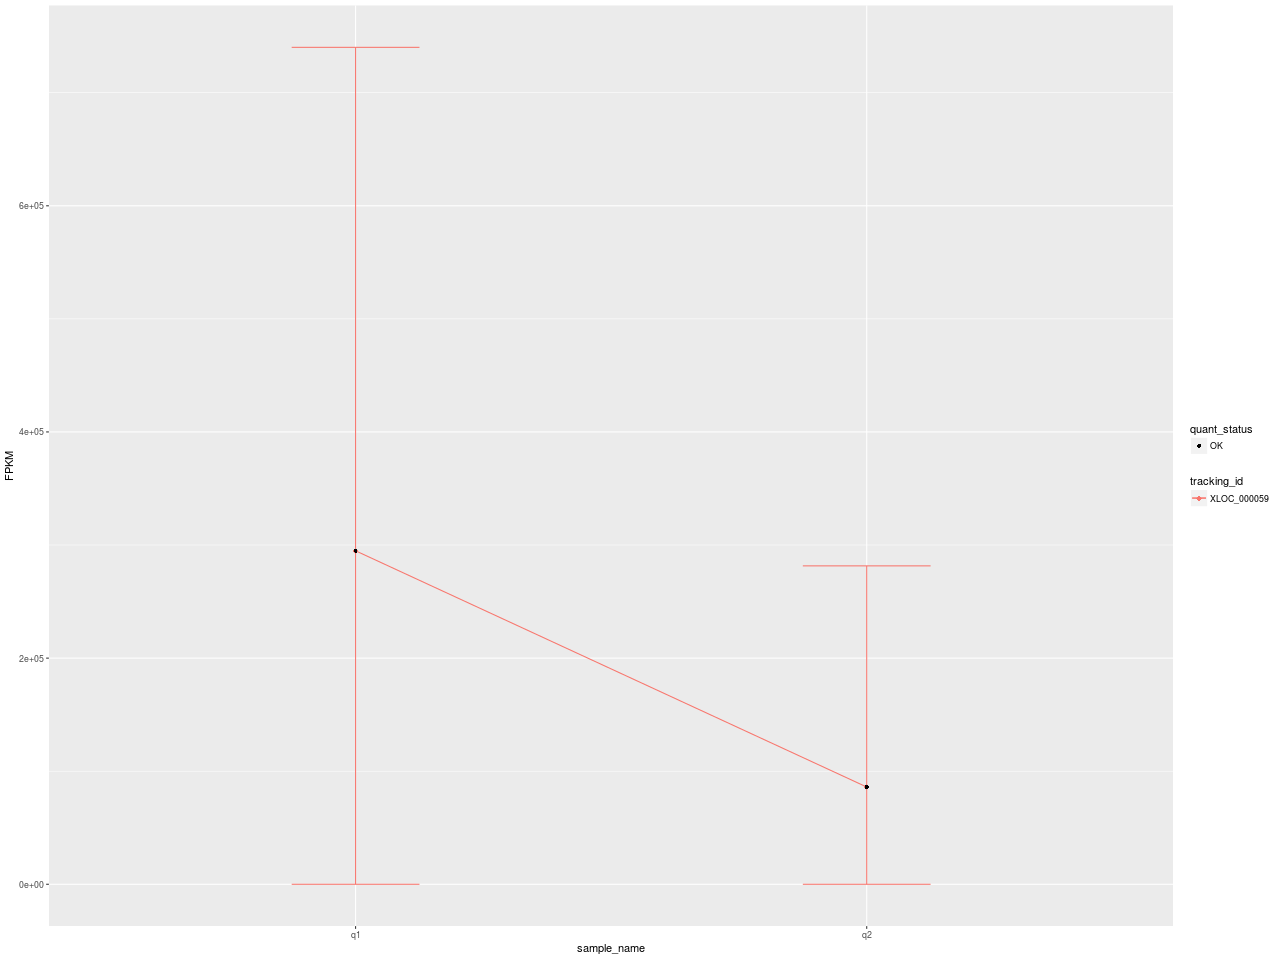 FPKM
6e+05
4e+05
2e+05
0e+00
q1
q2
sample_name
quant_status
OK
tracking_id
XLOC_000059